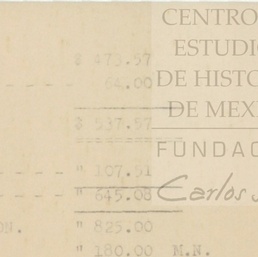 CENTRO
ESTUDIO
DE HISTO
DE MEX
FUNDAC
Carlos S
$ 473.57
64.00
$ 537.57
" 107.51
" 645.08
ON. " 825.00
" 180.00 M.N.